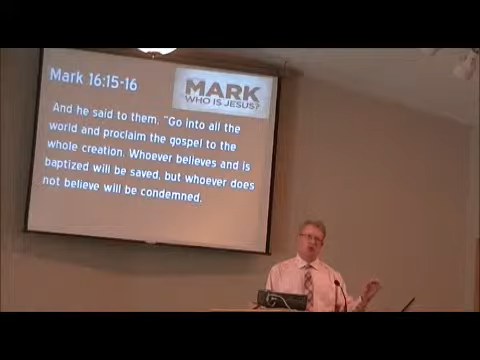 Mark 16:15-16
MARK
WHO IS JESUS?
And he said to them, "Go into all the
world and proclaim the gospel to the
whole creation. Whoever believes and is
baptized will be saved, but whoever does
not believe will be condemned.